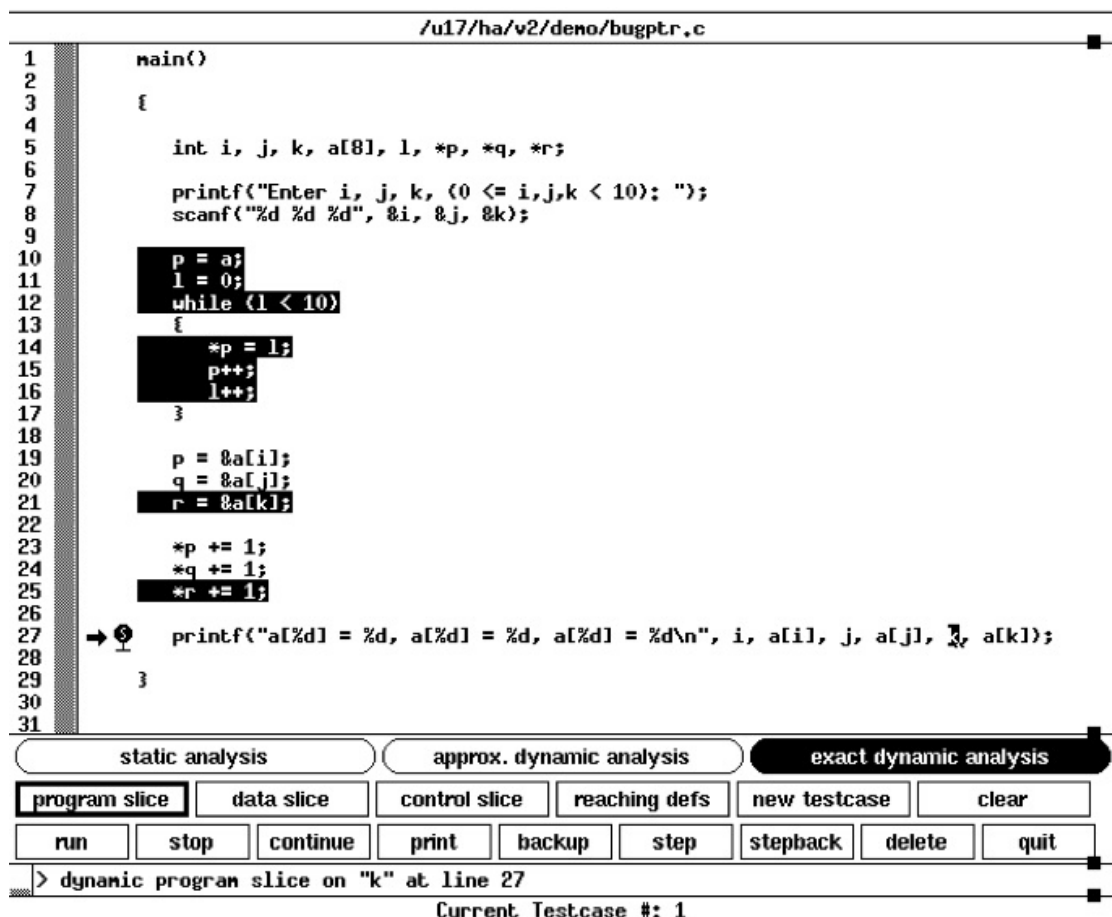 /u17/ha/v2/demo/bugptr.c
1 main()
2
3 {
4
5 int i, j, k, a[8], l, *p, *q, *r;
6
7 printf("Enter i, j, k, (0 <= i,j,k < 10): ");
8 scanf("%d %d %d", &i, &j, &k);
9
10 p = a;
11 l = 0;
12 while (l < 10)
13 {
14 *p = l;
15 p++;
16 l++;
17 }
18
19 p = &a[i];
20 q = &a[j];
21 r = &a[k];
22
23 *p += 1;
24 *q += 1;
25 *r += 1;
26
27 printf("a[%d] = %d, a[%d] = %d, a[%d] = %d\n", i, a[i], j, a[j], k, a[k]);
28
29 }
30
31
static analysis approx. dynamic analysis exact dynamic analysis
program slice data slice control slice reaching defs new testcase clear
run stop continue print backup step stepback delete quit
> dynamic program slice on "k" at line 27
Current Testcase #: 1